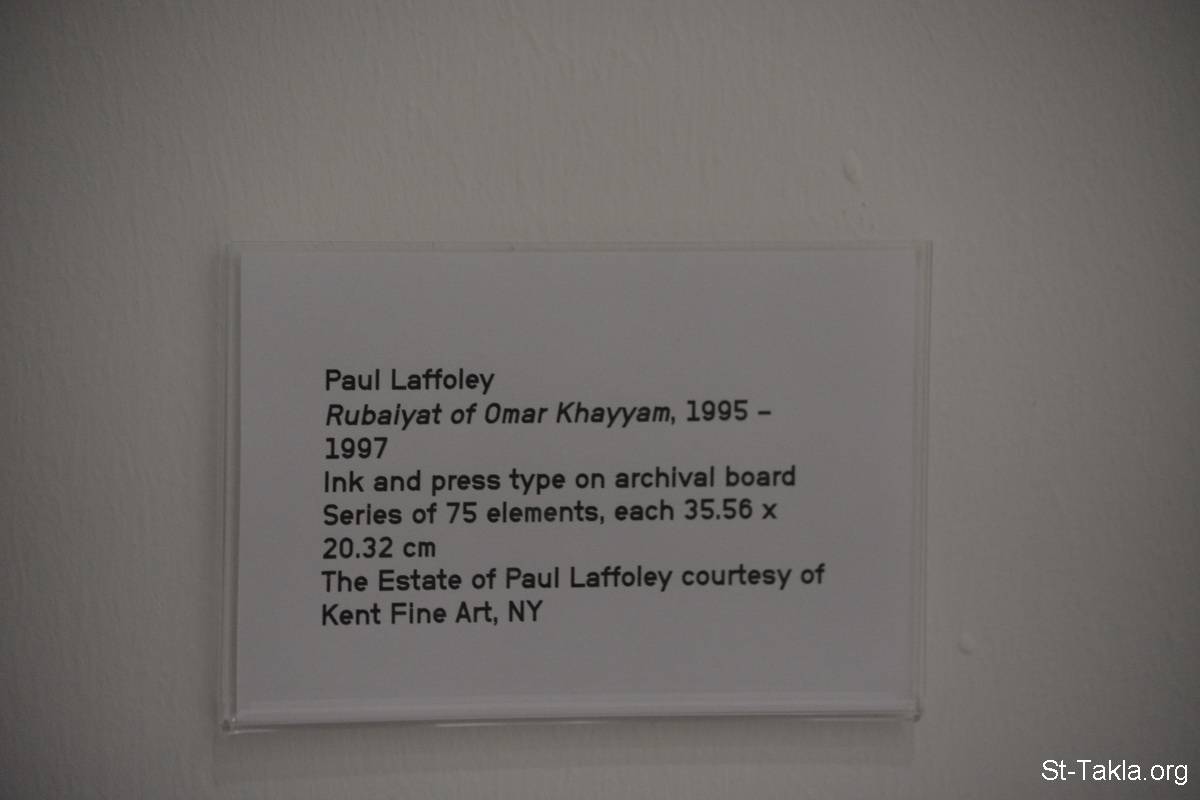 Paul Laffoley
Rubaiyat of Omar Khayyam, 1995 –
1997
Ink and press type on archival board
Series of 75 elements, each 35.56 x
20.32 cm
The Estate of Paul Laffoley courtesy of
Kent Fine Art, NY
St-Takla.org